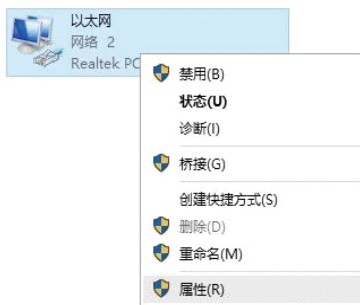 以太网
网络 2
Realtek PC
禁用(B)
状态(U)
诊断(I)
桥接(G)
创建快捷方式(S)
删除(D)
重命名(M)
属性(R)